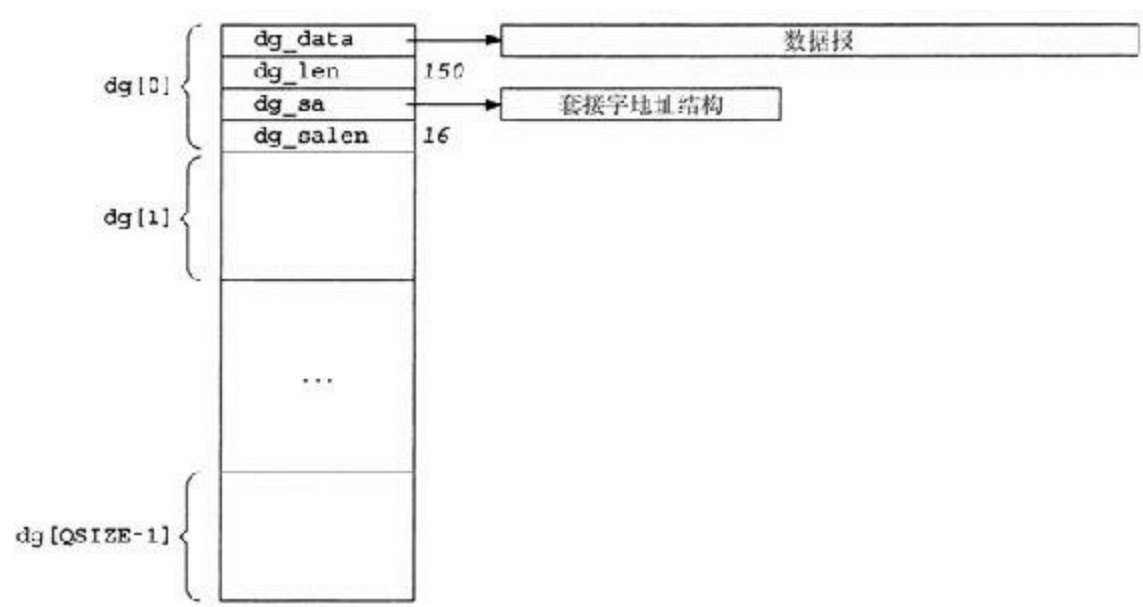 dg_data
数据报
dg[0]
dg_len
150
dg_sa
套接字地址结构
dg_salen
16
dg[1]
...
dg[QSIZE-1]